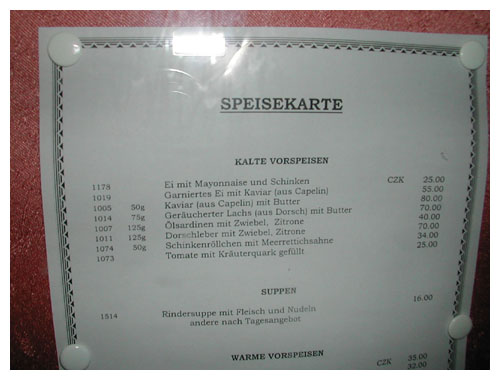 SPEISEKARTE
KALTE VORSPEISEN
1178 Ei mit Mayonnaise und Schinken CZK 25.00
1019 Garniertes Ei mit Kaviar (aus Capelin) 55.00
1005 50g Kaviar (aus Capelin) mit Butter 80.00
1014 75g Geräucherter Lachs (aus Dorsch) mit Butter 70.00
1007 125g Ölsardinen mit Zwiebel, Zitrone 40.00
1011 125g Dorschleber mit Zwiebel, Zitrone 70.00
1074 50g Schinkenröllchen mit Meerrettichsahne 34.00
1073 Tomate mit Kräuterquark gefüllt 25.00
SUPPEN
1514 Rindersuppe mit Fleisch und Nudeln 16.00
andere nach Tagesangebot
WARME VORSPEISEN
CZK 35.00
32.00